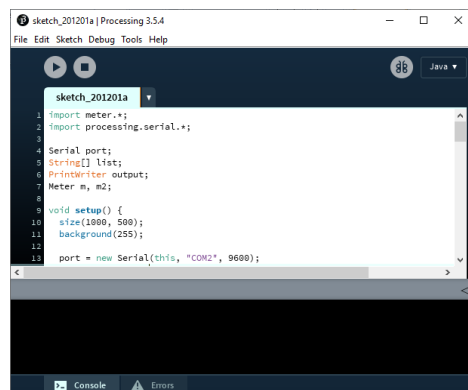 sketch_201201a | Processing 3.5.4
File Edit Sketch Debug Tools Help
Java ▼
sketch_201201a ▼
1 import meter.*;
2 import processing.serial.*;
3
4 Serial port;
5 String[] list;
6 PrintWriter output;
7 Meter m, m2;
8
9 void setup() {
10 size(1000, 500);
11 background(255);
12
13 port = new Serial(this, "COM2", 9600);
Console Errors